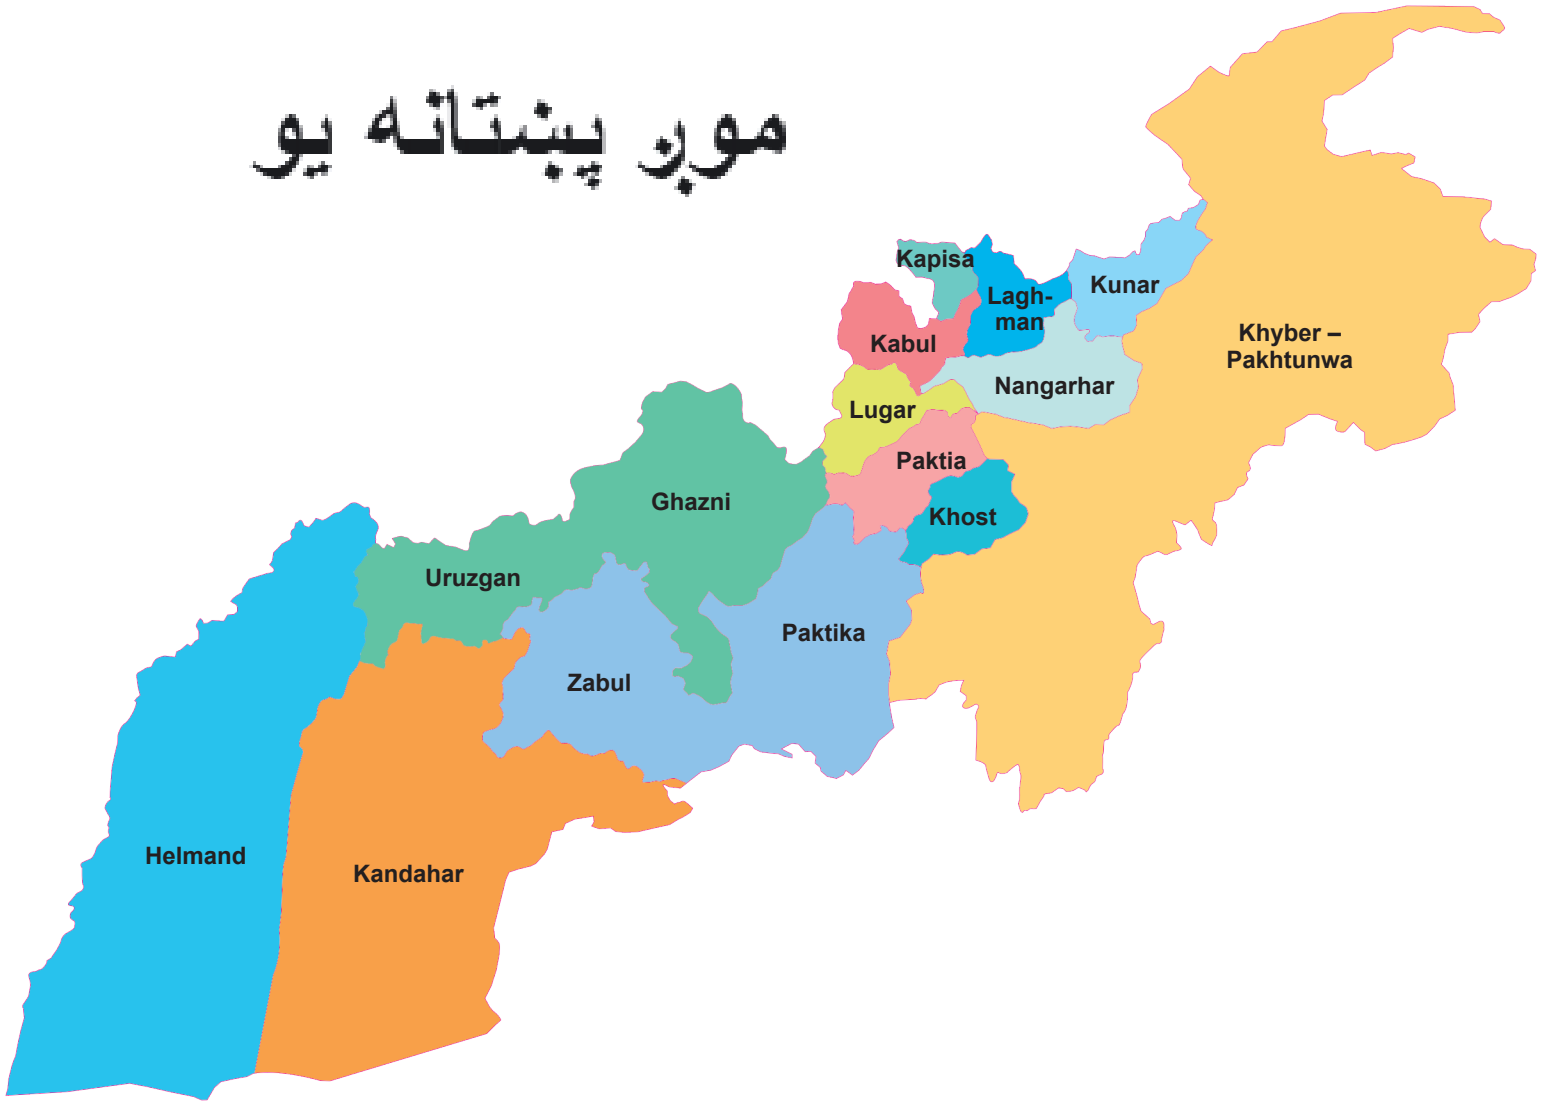 موږ پښتانه يو
Kapisa
Lagh-
man
Kunar
Kabul
Khyber –
Pakhtunwa
Nangarhar
Lugar
Paktia
Ghazni
Khost
Uruzgan
Paktika
Zabul
Helmand
Kandahar